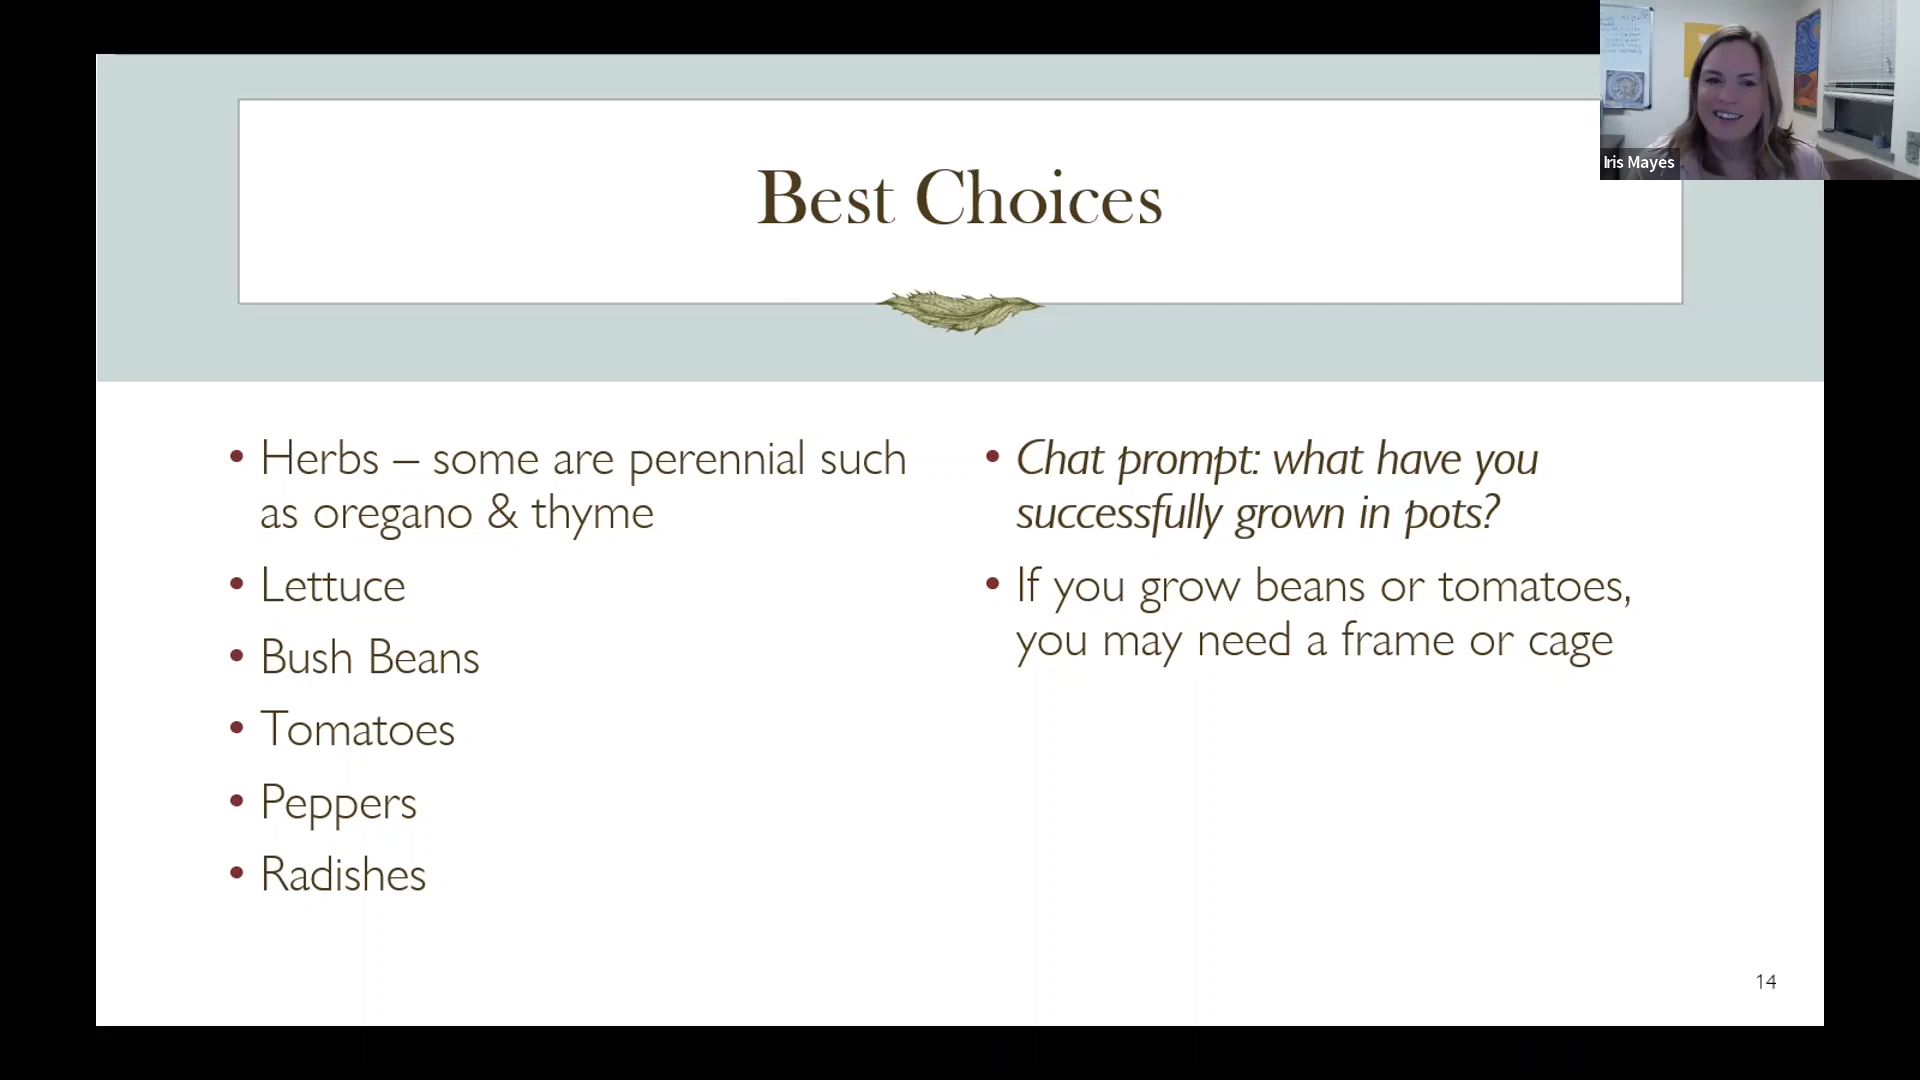 Iris Mayes
Best Choices
• Herbs – some are perennial such
as oregano & thyme
• Lettuce
• Bush Beans
• Tomatoes
• Peppers
• Radishes
• Chat prompt: what have you
successfully grown in pots?
• If you grow beans or tomatoes,
you may need a frame or cage
14